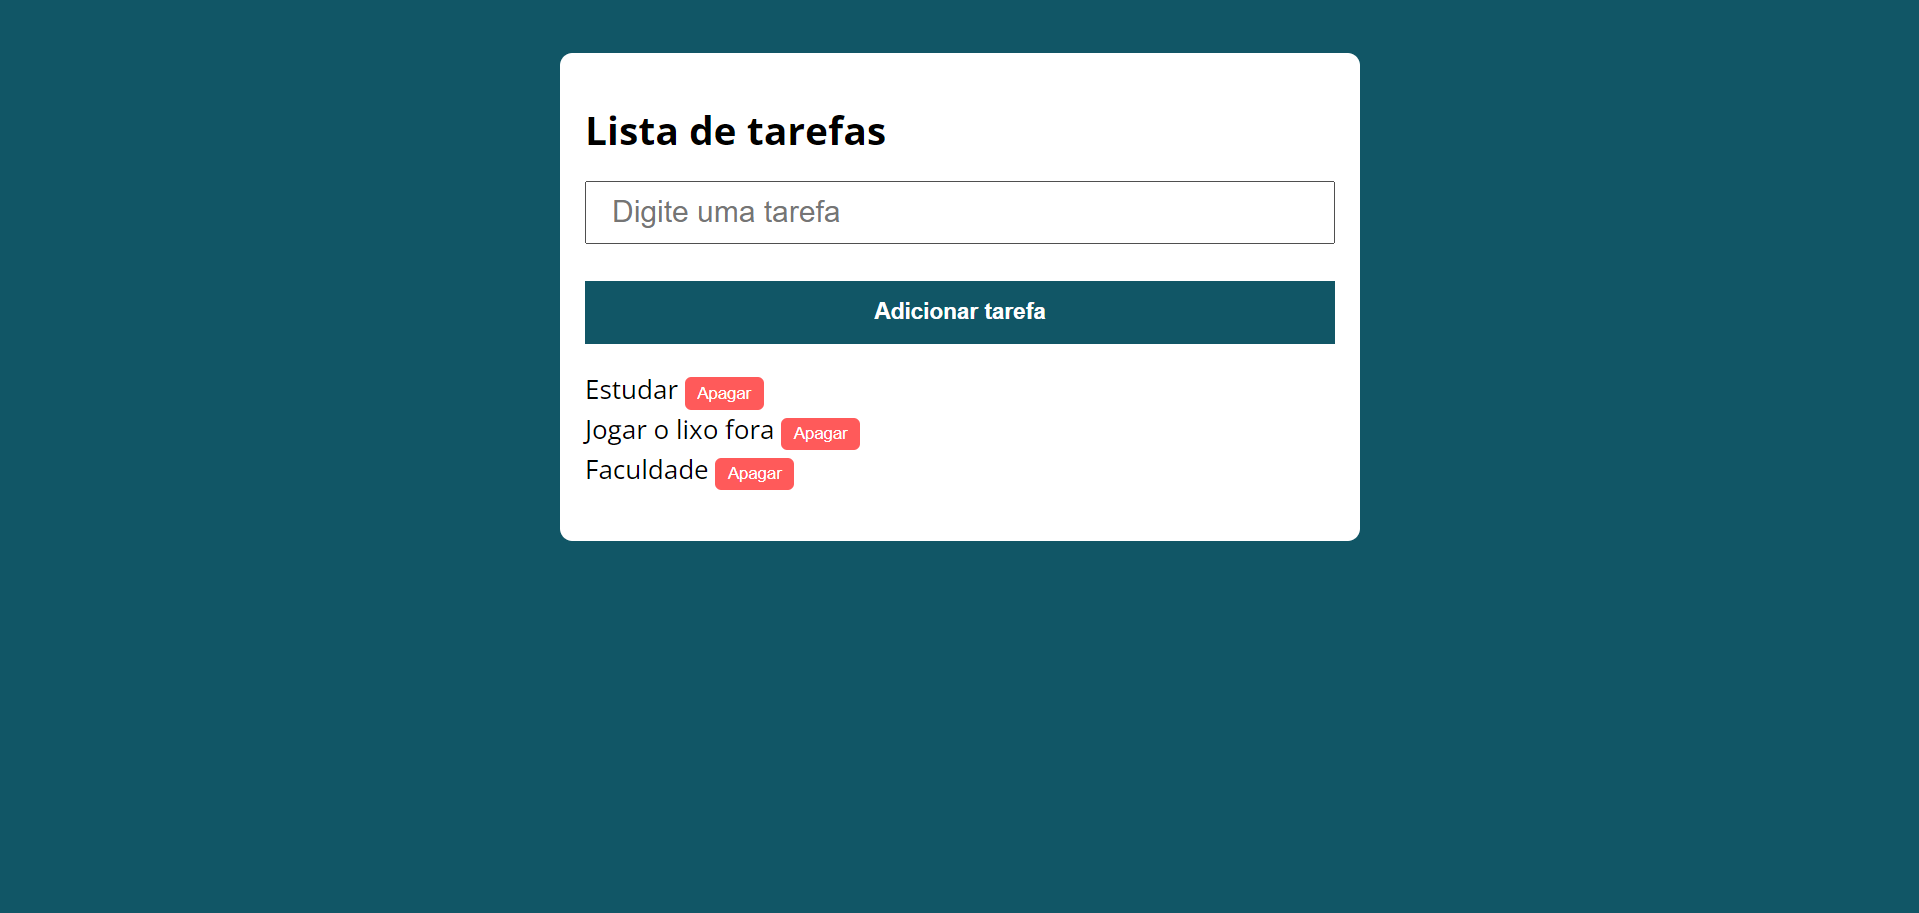 Lista de tarefas
Digite uma tarefa
Adicionar tarefa
Estudar Apagar
Jogar o lixo fora Apagar
Faculdade Apagar